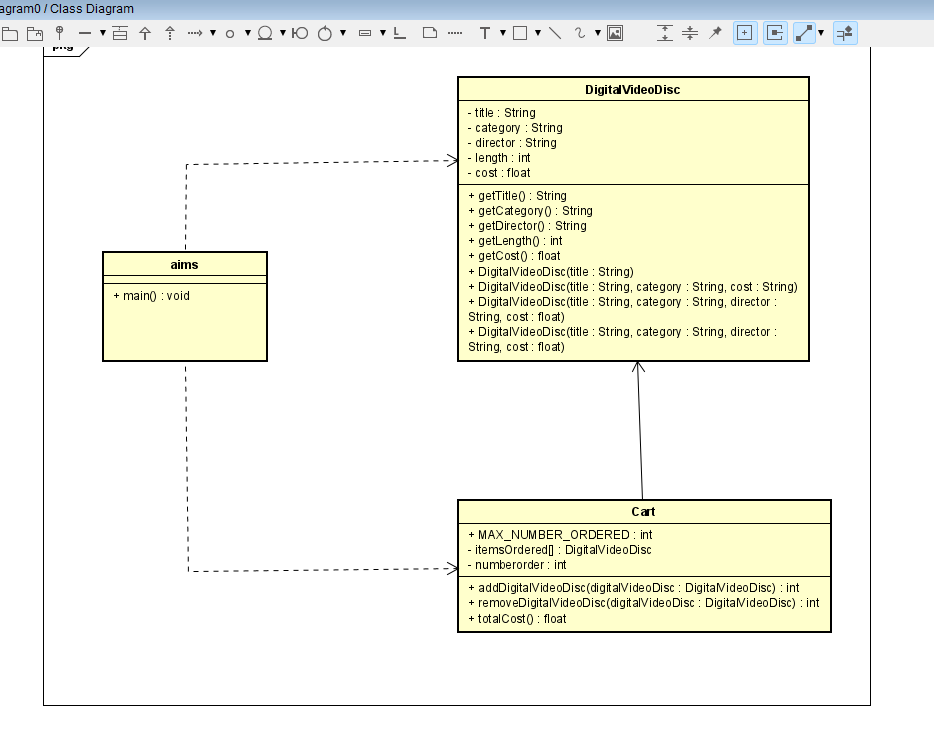 agram0 / Class Diagram
T
png
DigitalVideoDisc
- title : String
- category : String
- director : String
- length : int
- cost : float
+ getTitle() : String
+ getCategory() : String
+ getDirector() : String
+ getLength() : int
+ getCost() : float
+ DigitalVideoDisc(title : String)
+ DigitalVideoDisc(title : String, category : String, cost : String)
+ DigitalVideoDisc(title : String, category : String, director :
String, cost : float)
+ DigitalVideoDisc(title : String, category : String, director :
String, cost : float)
aims
+ main() : void
Cart
+ MAX_NUMBER_ORDERED : int
- itemsOrdered[] : DigitalVideoDisc
- numberorder : int
+ addDigitalVideoDisc(digitalVideoDisc : DigitalVideoDisc) : int
+ removeDigitalVideoDisc(digitalVideoDisc : DigitalVideoDisc) : int
+ totalCost() : float